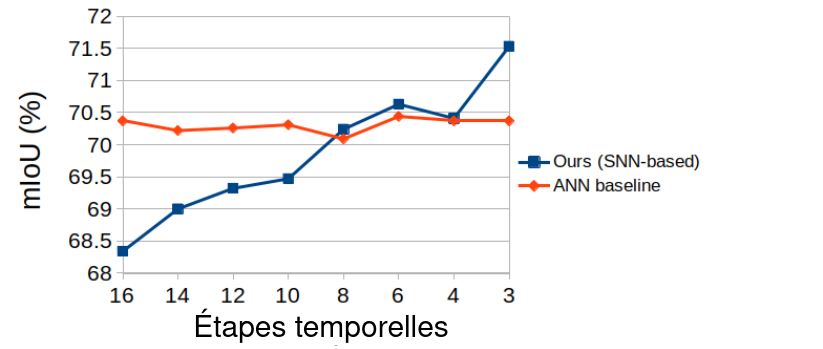 72
71.5
71
70.5
70
69.5
69
68.5
68
mIoU (%)
16 14 12 10 8 6 4 3
Étapes temporelles
Ours (SNN-based)
ANN baseline